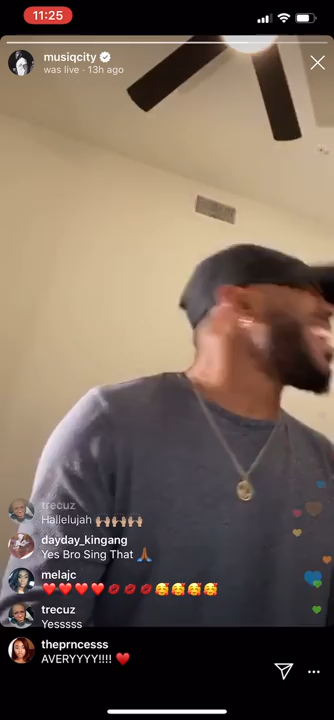 11:25
musiqcity
was live · 13h ago
trecuz
Hallelujah 🙌🏼🙌🏼🙌🏼🙌🏼
dayday_kingang
Yes Bro Sing That 🙏🏾
melajc
❤️❤️❤️❤️💋💋💋🥰🥰🥰🥰
trecuz
Yesssss
theprncesss
AVERYYYY!!!! ❤️